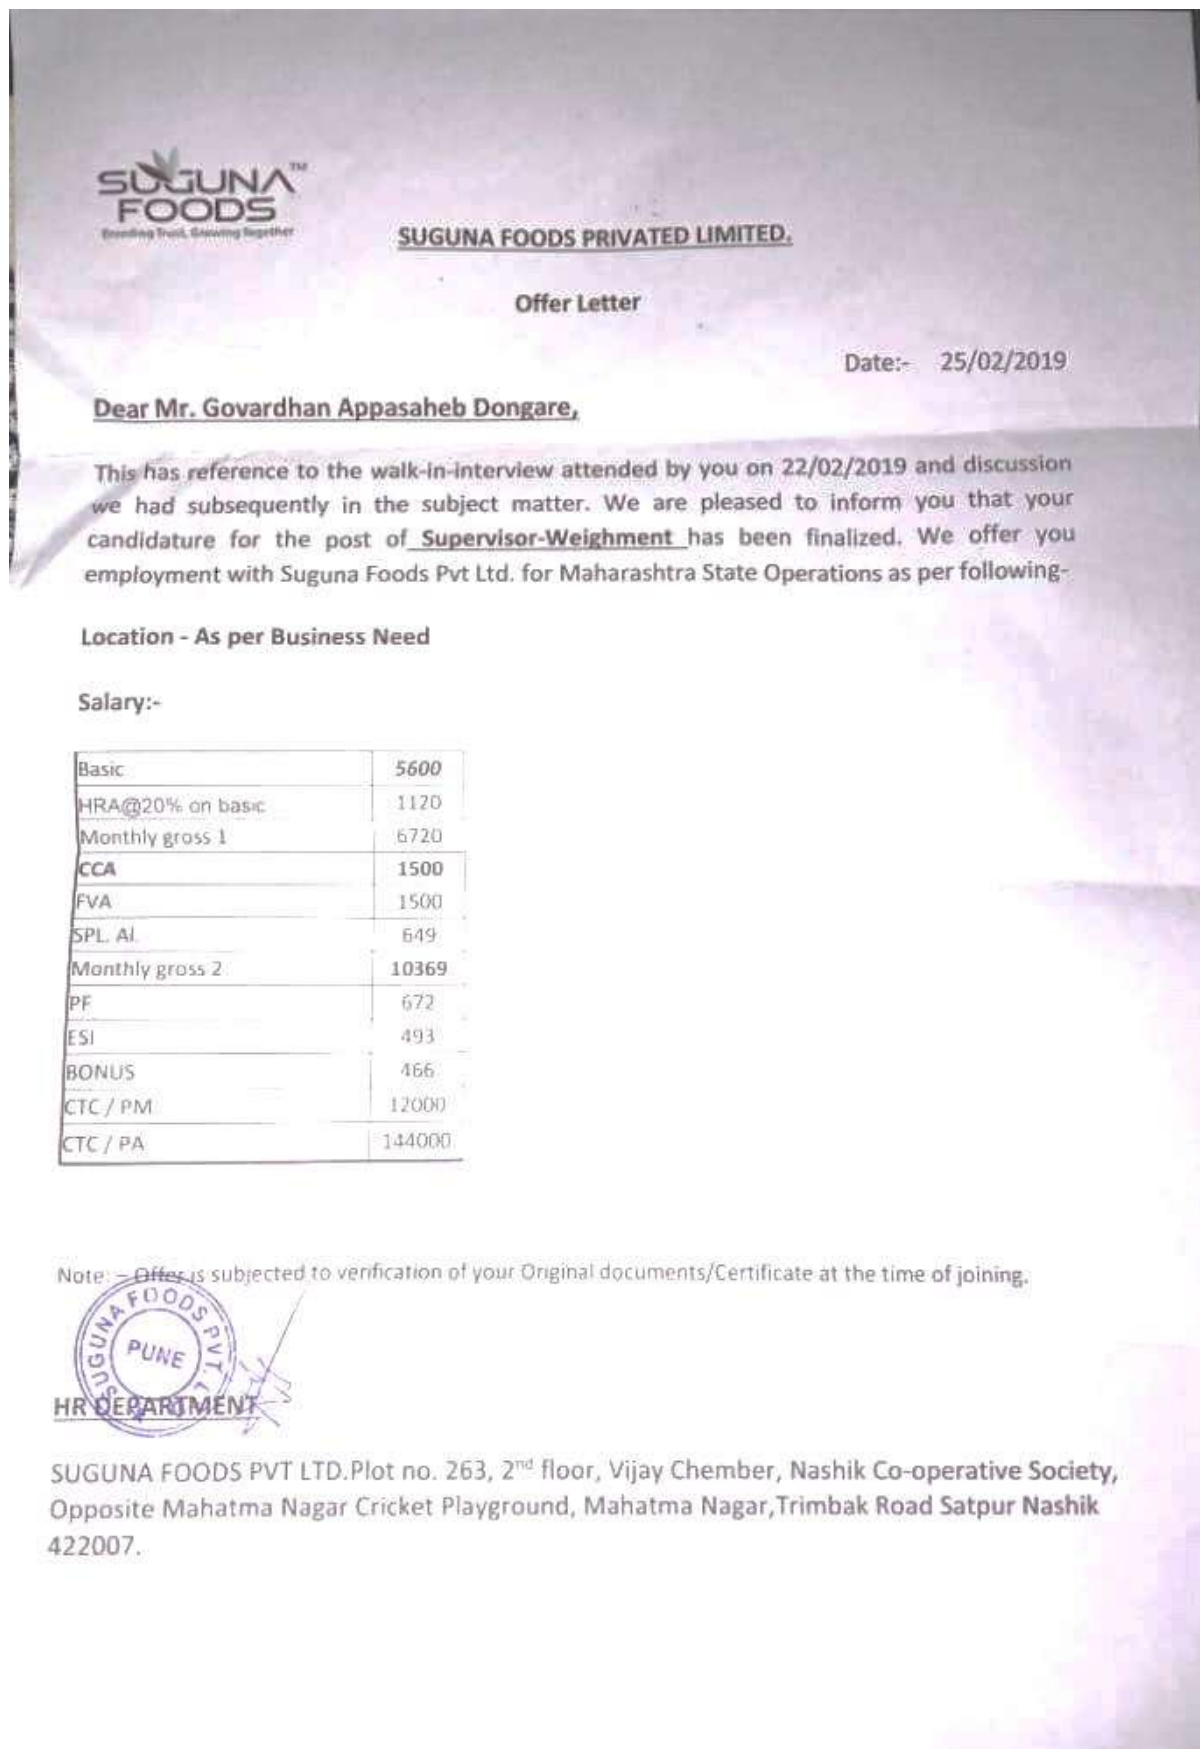 SUGUNA™
FOODS
Breeding Trust, Growing Together
SUGUNA FOODS PRIVATED LIMITED.
Offer Letter
Date:- 25/02/2019
Dear Mr. Govardhan Appasaheb Dongare,
This has reference to the walk-in-interview attended by you on 22/02/2019 and discussion
we had subsequently in the subject matter. We are pleased to inform you that your
candidature for the post of Supervisor-Weighment has been finalized. We offer you
employment with Suguna Foods Pvt Ltd. for Maharashtra State Operations as per following-
Location - As per Business Need
Salary:-
Basic 5600
HRA@20% on basic 1120
Monthly gross 1 6720
CCA 1500
FVA 1500
SPL. Al. 649
Monthly gross 2 10369
PF 672
ESI 493
BONUS 466
CTC / PM 12000
CTC / PA 144000
Note: – Offer is subjected to verification of your Original documents/Certificate at the time of joining.
SUGUNA FOODS PVT. L
PUNE
HR DEPARTMENT
SUGUNA FOODS PVT LTD.Plot no. 263, 2nd floor, Vijay Chember, Nashik Co-operative Society,
Opposite Mahatma Nagar Cricket Playground, Mahatma Nagar,Trimbak Road Satpur Nashik
422007.